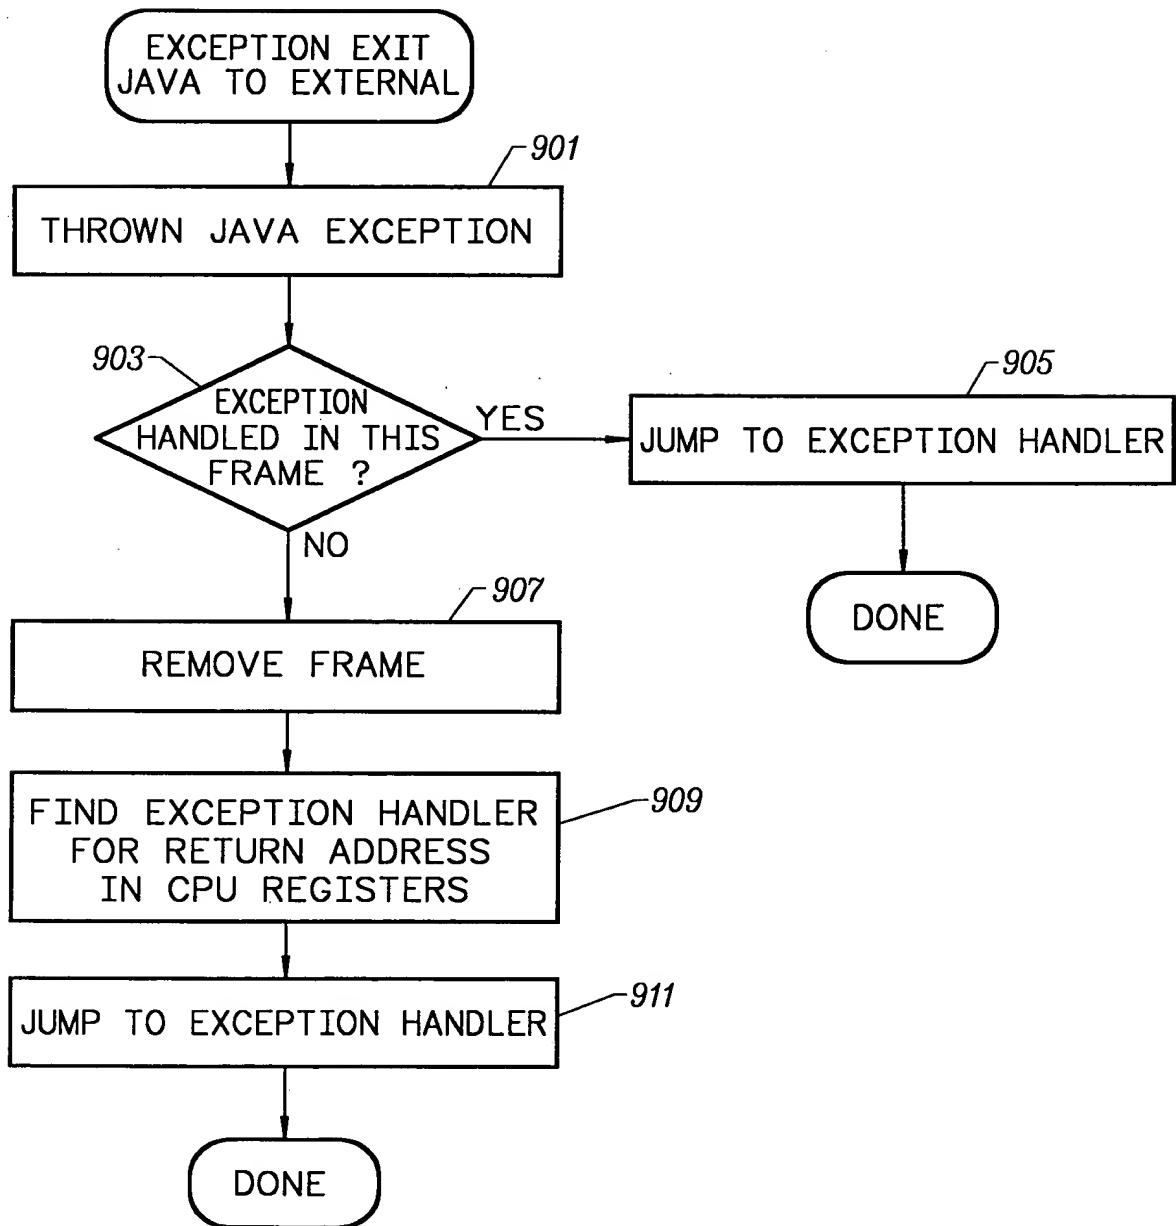 EXCEPTION EXIT
JAVA TO EXTERNAL
901
THROWN JAVA EXCEPTION
903
EXCEPTION
HANDLED IN THIS
FRAME ?
YES
905
JUMP TO EXCEPTION HANDLER
DONE
NO
907
REMOVE FRAME
909
FIND EXCEPTION HANDLER
FOR RETURN ADDRESS
IN CPU REGISTERS
911
JUMP TO EXCEPTION HANDLER
DONE